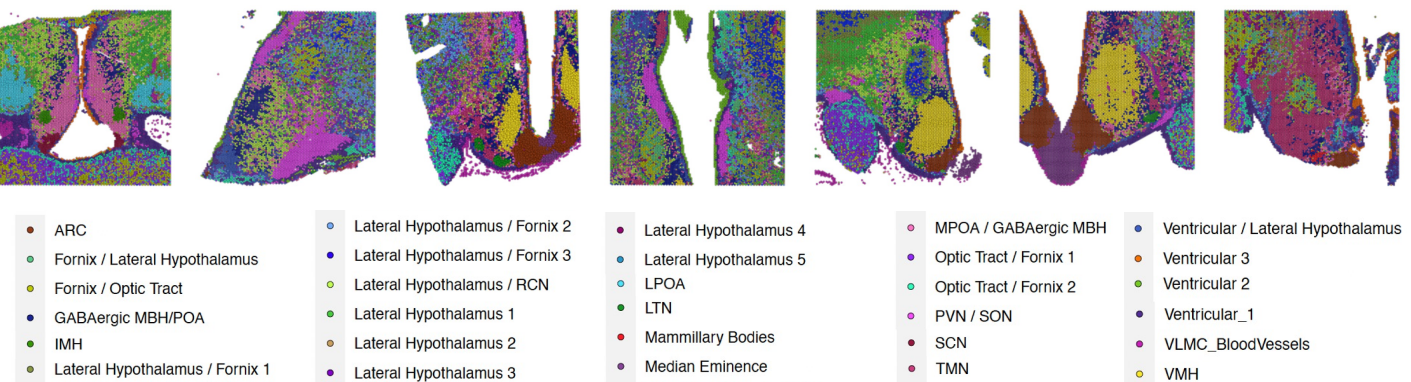 ARC
Fornix / Lateral Hypothalamus
Fornix / Optic Tract
GABAergic MBH/POA
IMH
Lateral Hypothalamus / Fornix 1
Lateral Hypothalamus / Fornix 2
Lateral Hypothalamus / Fornix 3
Lateral Hypothalamus / RCN
Lateral Hypothalamus 1
Lateral Hypothalamus 2
Lateral Hypothalamus 3
Lateral Hypothalamus 4
Lateral Hypothalamus 5
LPOA
LTN
Mammillary Bodies
Median Eminence
MPOA / GABAergic MBH
Optic Tract / Fornix 1
Optic Tract / Fornix 2
PVN / SON
SCN
TMN
Ventricular / Lateral Hypothalamus
Ventricular 3
Ventricular 2
Ventricular_1
VLMC_BloodVessels
VMH